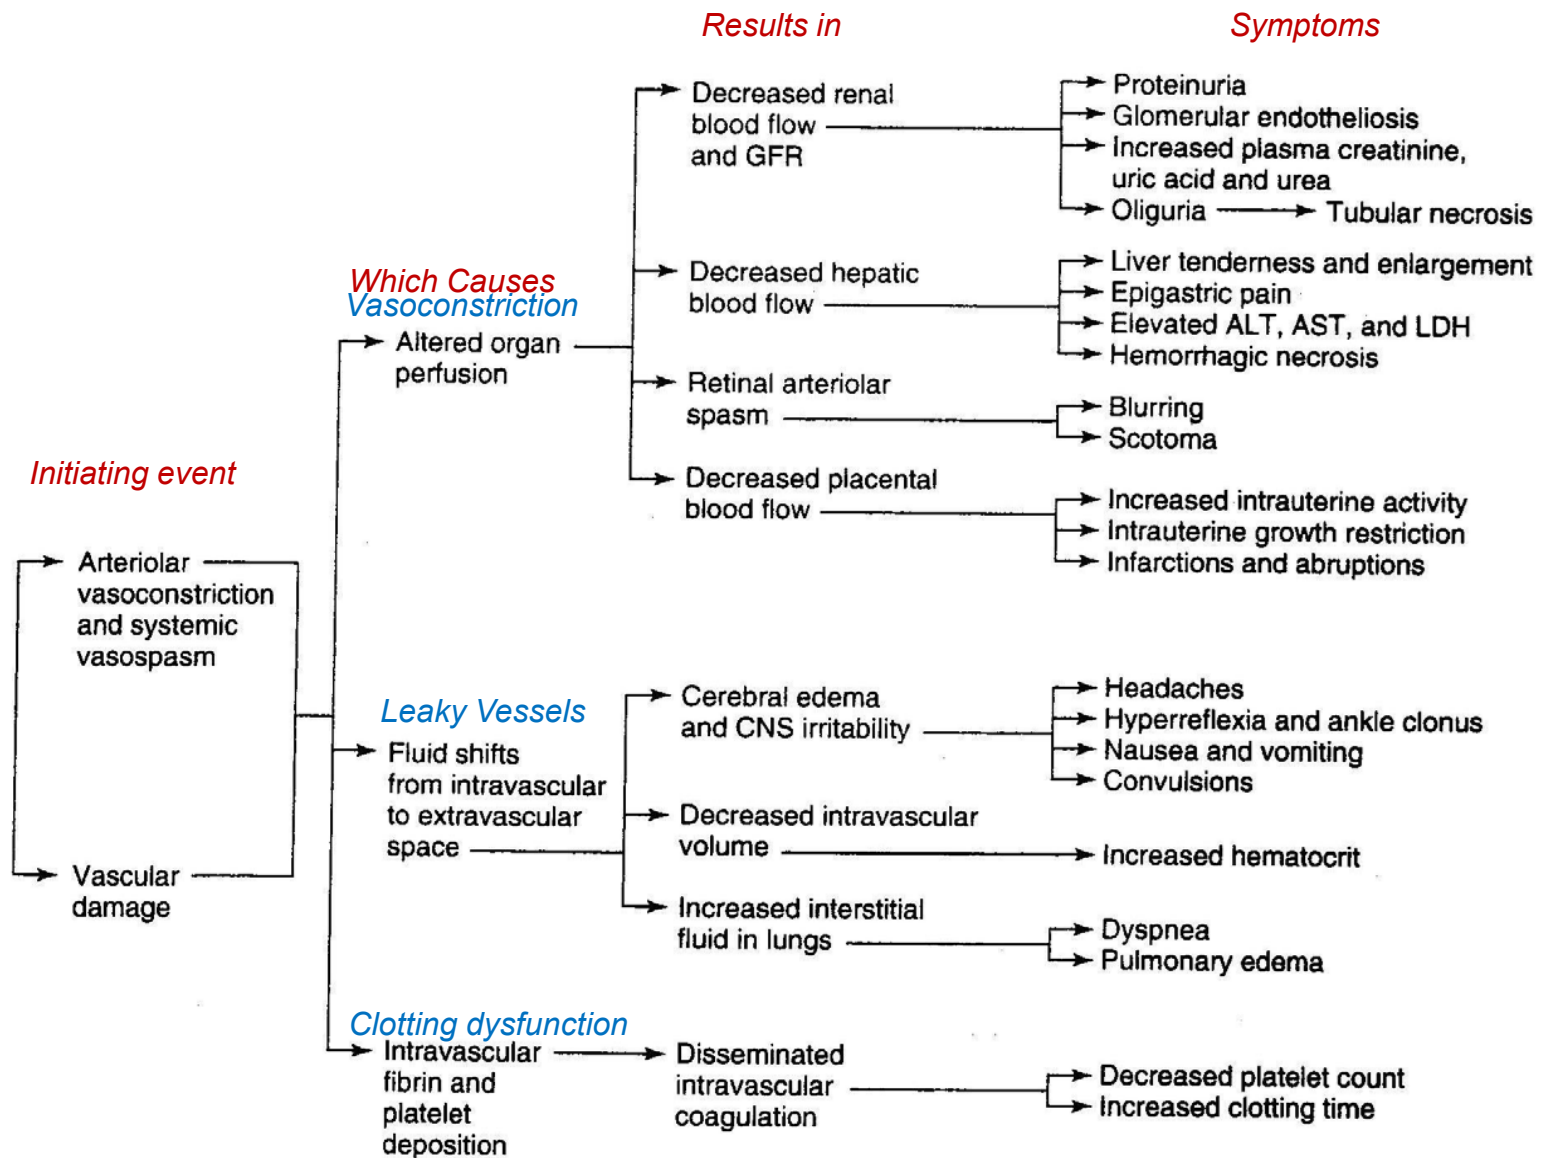 Results in
Symptoms
Decreased renal
blood flow
and GFR
Proteinuria
Glomerular endotheliosis
Increased plasma creatinine,
uric acid and urea
Oliguria
Tubular necrosis
Which Causes
Vasoconstriction
Altered organ
perfusion
Decreased hepatic
blood flow
Liver tenderness and enlargement
Epigastric pain
Elevated ALT, AST, and LDH
Hemorrhagic necrosis
Retinal arteriolar
spasm
Blurring
Scotoma
Decreased placental
blood flow
Increased intrauterine activity
Intrauterine growth restriction
Infarctions and abruptions
Initiating event
Arteriolar
vasoconstriction
and systemic
vasospasm
Vascular
damage
Leaky Vessels
Fluid shifts
from intravascular
to extravascular
space
Cerebral edema
and CNS irritability
Headaches
Hyperreflexia and ankle clonus
Nausea and vomiting
Convulsions
Decreased intravascular
volume
Increased hematocrit
Increased interstitial
fluid in lungs
Dyspnea
Pulmonary edema
Clotting dysfunction
Intravascular
fibrin and
platelet
deposition
Disseminated
intravascular
coagulation
Decreased platelet count
Increased clotting time